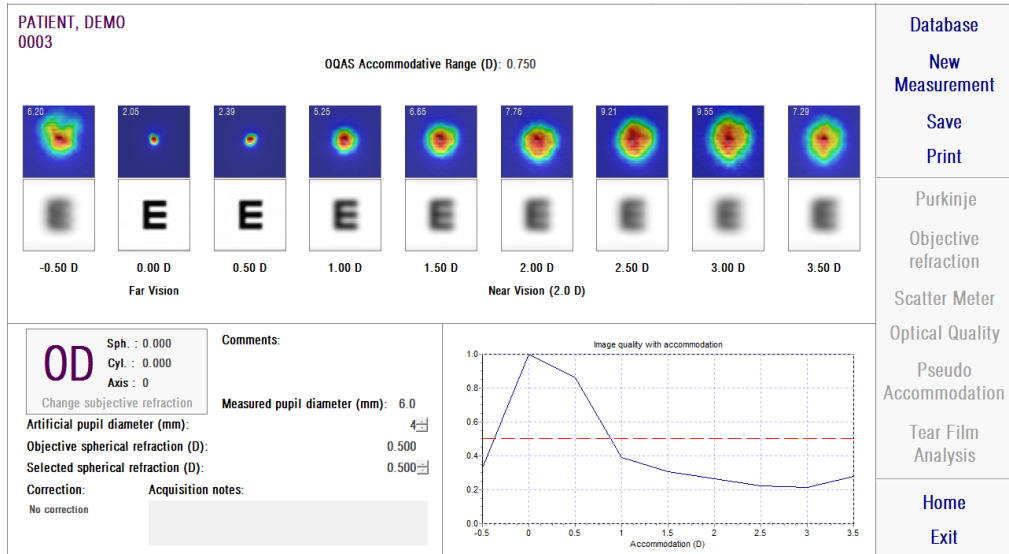 PATIENT, DEMO
0003
OQAS Accommodative Range (D): 0.750
6.20 2.05 2.39 5.25 6.65 7.76 9.21 9.55 7.29
E E E E E E E E E
-0.50 D 0.00 D 0.50 D 1.00 D 1.50 D 2.00 D 2.50 D 3.00 D 3.50 D
Far Vision Near Vision (2.0 D)
OD
Sph. : 0.000
Cyl. : 0.000
Axis : 0
Change subjective refraction
Comments:
Measured pupil diameter (mm): 6.0
Artificial pupil diameter (mm): 4
Objective spherical refraction (D): 0.500
Selected spherical refraction (D): 0.500
Correction: Acquisition notes:
No correction
Image quality with accommodation
1.0
0.8
0.6
0.4
0.2
0.0
-0.5 0 0.5 1 1.5 2 2.5 3 3.5
Accommodation (D)
Database
New
Measurement
Save
Print
Purkinje
Objective
refraction
Scatter Meter
Optical Quality
Pseudo
Accommodation
Tear Film
Analysis
Home
Exit